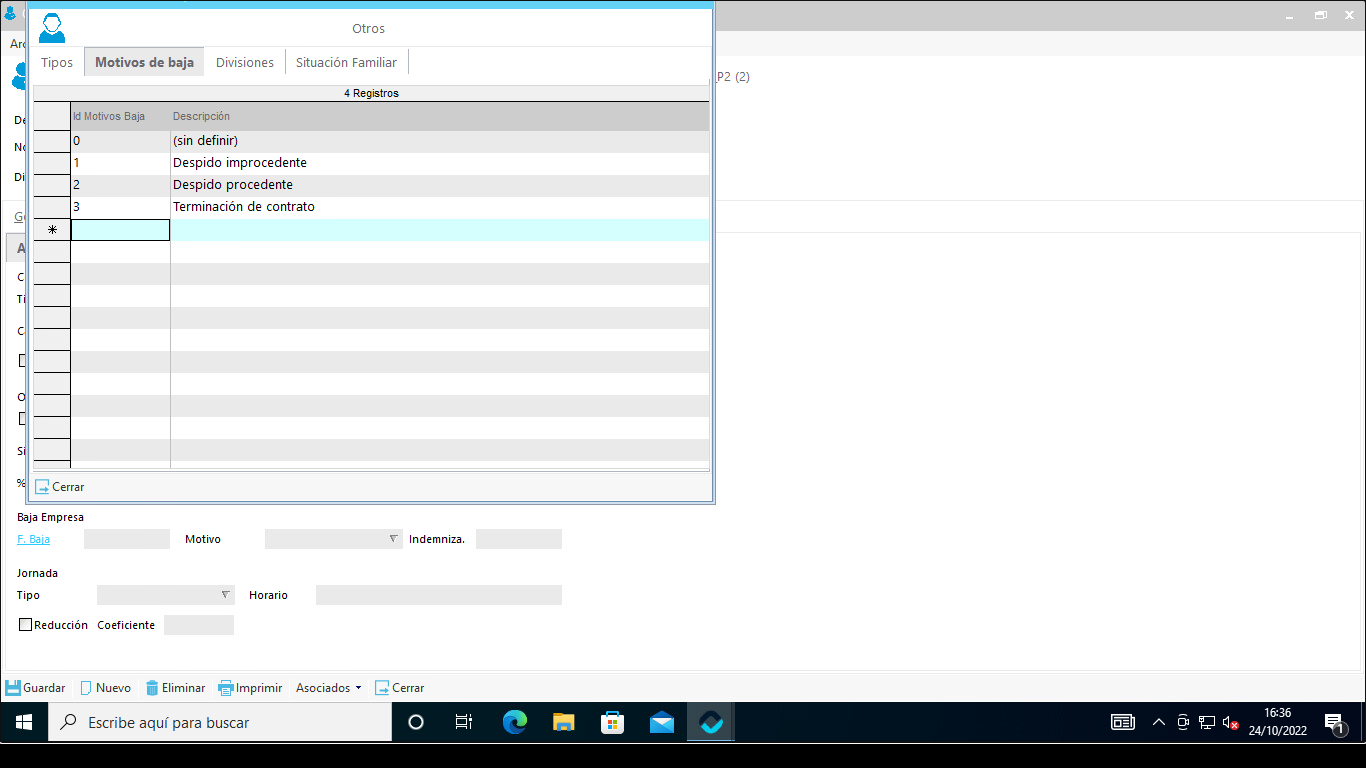 Otros
Tipos Motivos de baja Divisiones Situación Familiar
_P2 (2)
4 Registros
Id Motivos Baja Descripción
0 (sin definir)
1 Despido improcedente
2 Despido procedente
3 Terminación de contrato
Cerrar
Baja Empresa
F. Baja Motivo Indemniza.
Jornada
Tipo Horario
Reducción Coeficiente
Guardar Nuevo Eliminar Imprimir Asociados Cerrar
Escribe aquí para buscar
16:36
24/10/2022
1